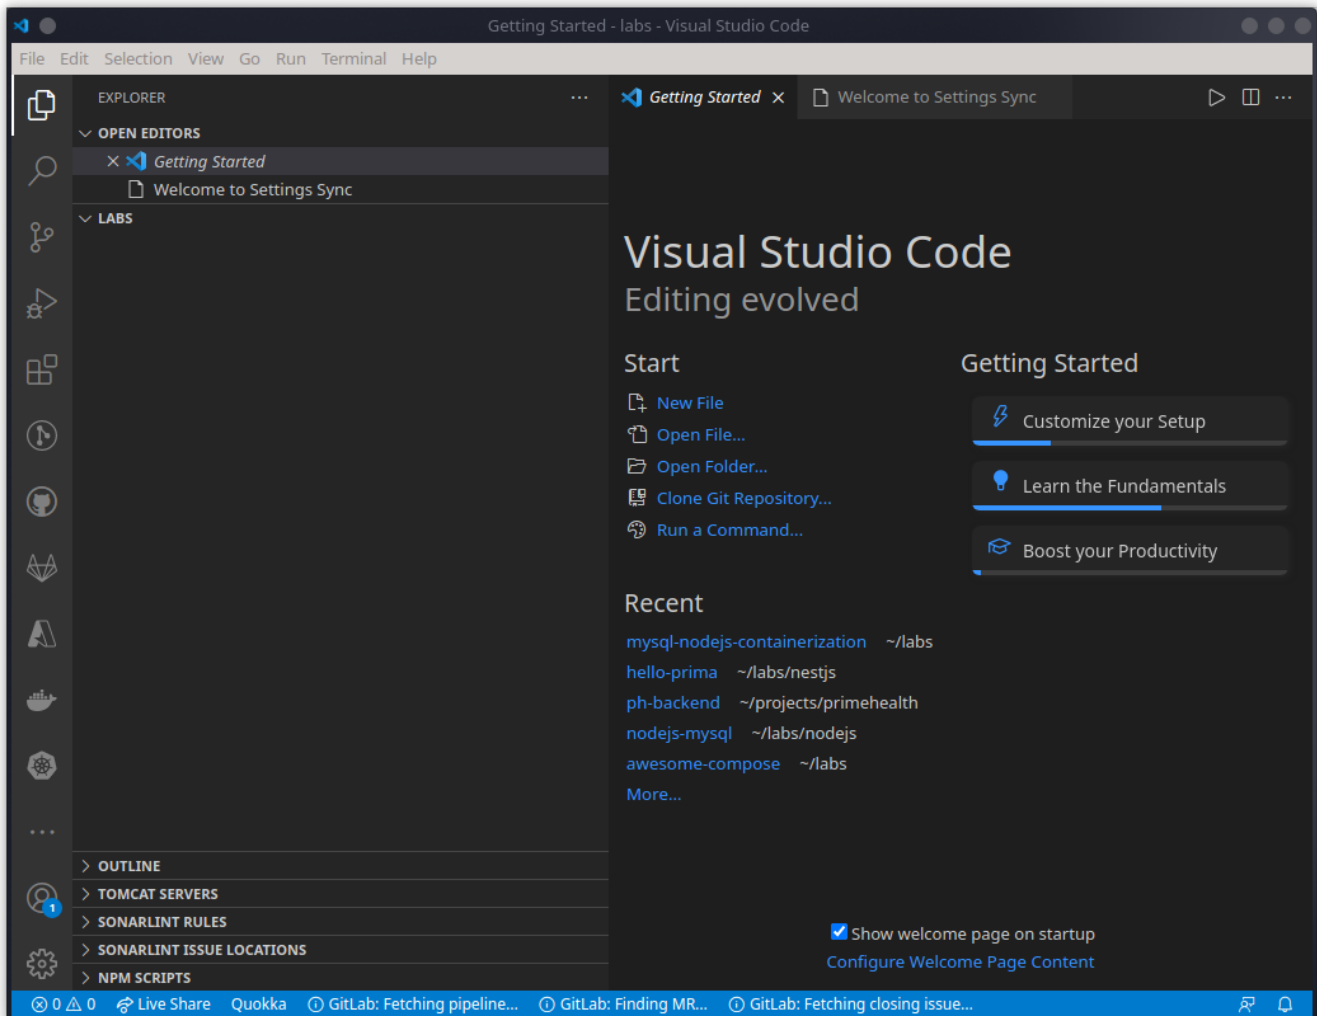 Getting Started - labs - Visual Studio Code
File Edit Selection View Go Run Terminal Help
EXPLORER
OPEN EDITORS
Getting Started
Welcome to Settings Sync
LABS
OUTLINE
TOMCAT SERVERS
SONARLINT RULES
SONARLINT ISSUE LOCATIONS
NPM SCRIPTS
1
Getting Started
Welcome to Settings Sync
Visual Studio Code
Editing evolved
Start
New File
Open File...
Open Folder...
Clone Git Repository...
Run a Command...
Recent
mysql-nodejs-containerization ~/labs
hello-prima ~/labs/nestjs
ph-backend ~/projects/primehealth
nodejs-mysql ~/labs/nodejs
awesome-compose ~/labs
More...
Getting Started
Customize your Setup
Learn the Fundamentals
Boost your Productivity
Show welcome page on startup
Configure Welcome Page Content
0 0 Live Share Quokka GitLab: Fetching pipeline... GitLab: Finding MR... GitLab: Fetching closing issue...